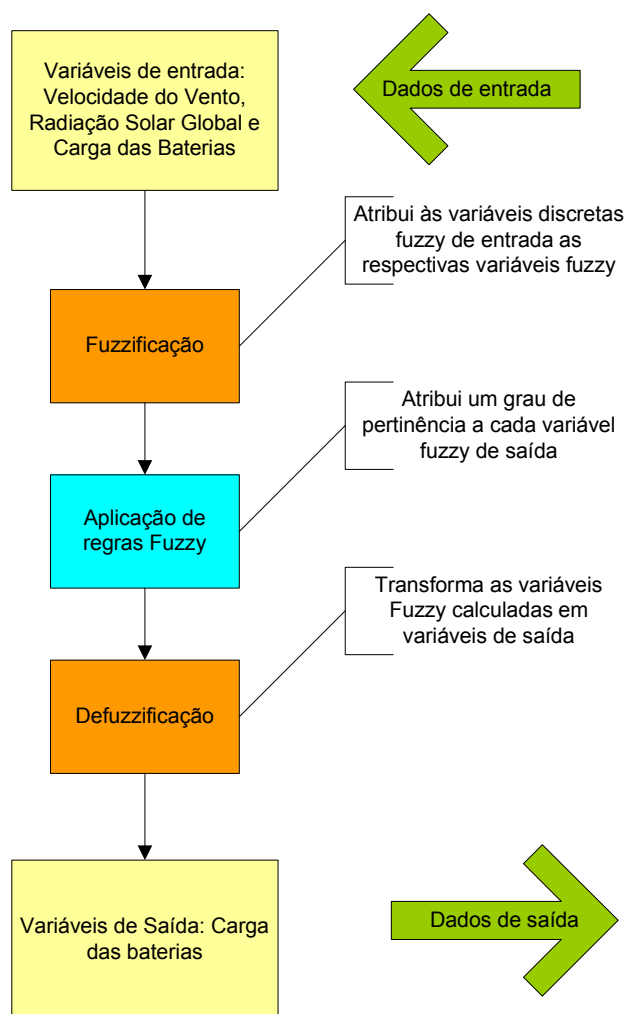 Variáveis de entrada:
Velocidade do Vento,
Radiação Solar Global e
Carga das Baterias
Dados de entrada
Atribui às variáveis discretas
fuzzy de entrada as
respectivas variáveis fuzzy
Fuzzificação
Atribui um grau de
pertinência a cada variável
fuzzy de saída
Aplicação de
regras Fuzzy
Transforma as variáveis
Fuzzy calculadas em
variáveis de saída
Defuzzificação
Variáveis de Saída: Carga
das baterias
Dados de saída